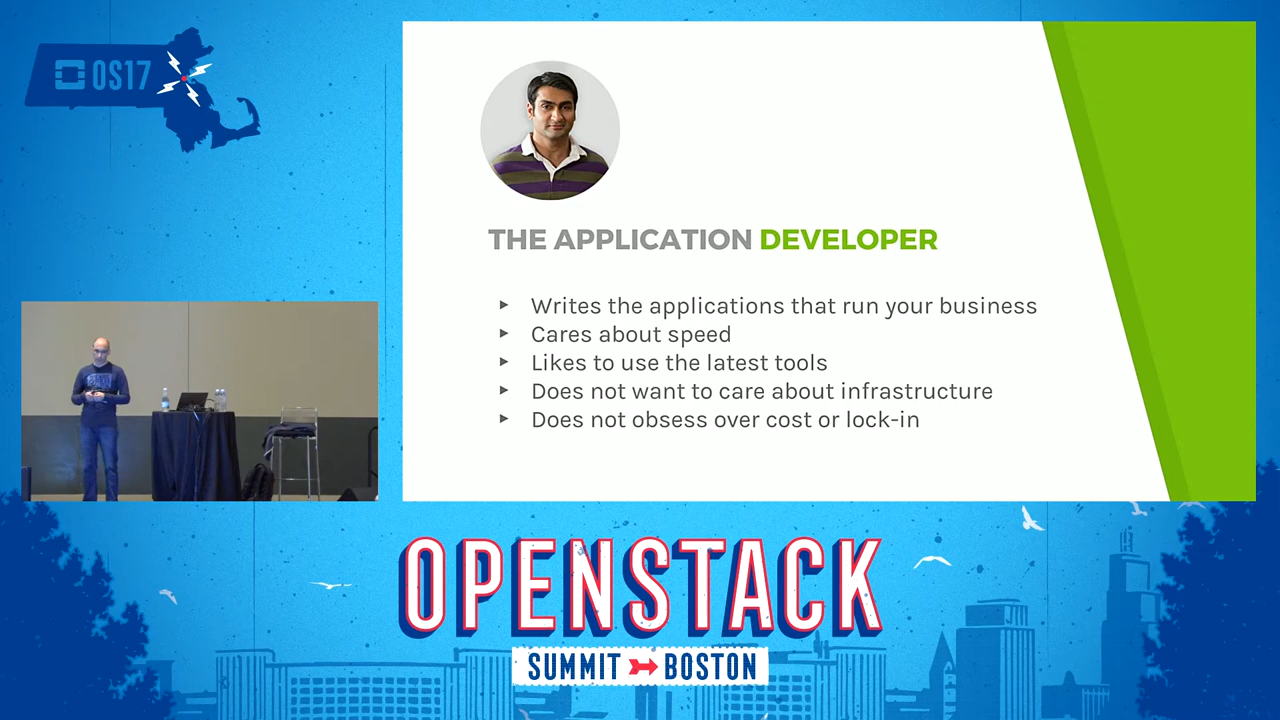 OS17
THE APPLICATION DEVELOPER
Writes the applications that run your business
Cares about speed
Likes to use the latest tools
Does not want to care about infrastructure
Does not obsess over cost or lock-in
OPENSTACK
SUMMIT BOSTON